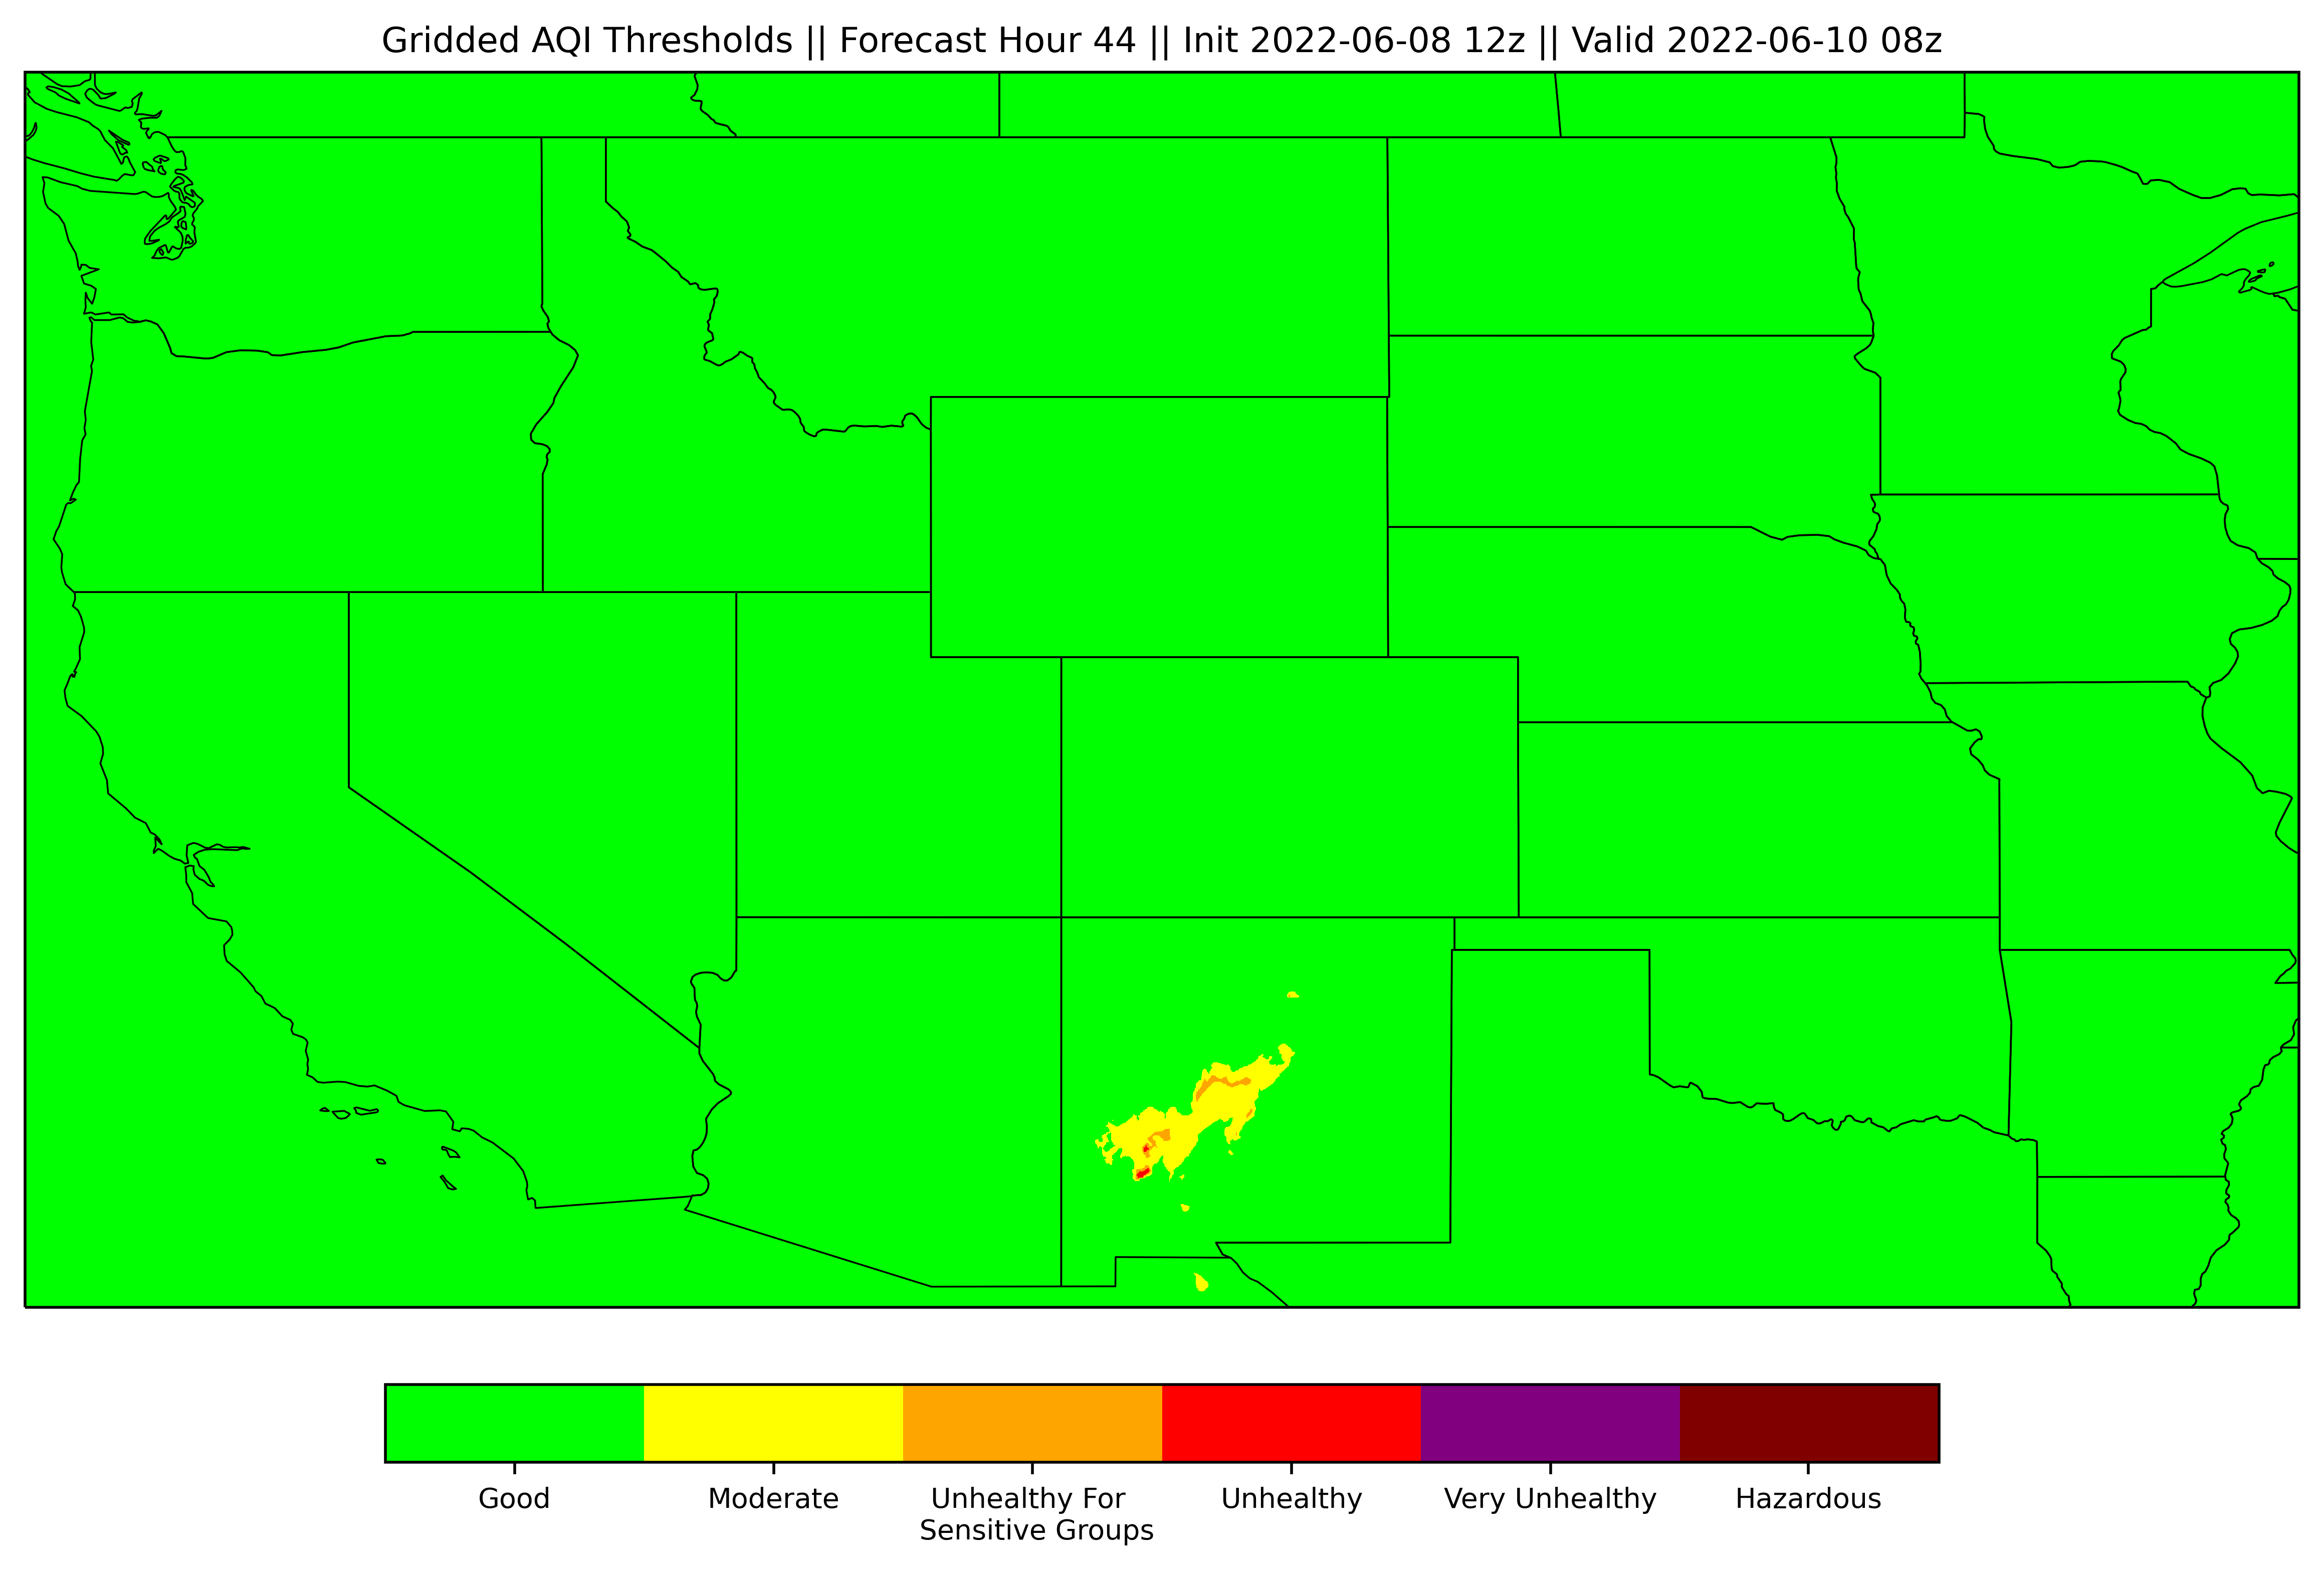 Gridded AQI Thresholds || Forecast Hour 44 || Init 2022-06-08 12z || Valid 2022-06-10 08z
Good
Moderate
Unhealthy For
Sensitive Groups
Unhealthy
Very Unhealthy
Hazardous